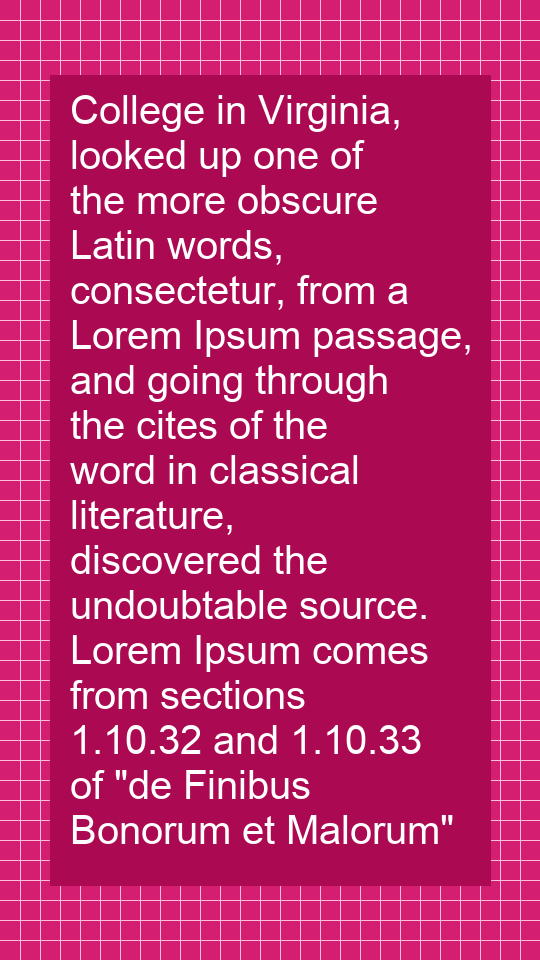 College in Virginia,
looked up one of
the more obscure
Latin words,
consectetur, from a
Lorem Ipsum passage,
and going through
the cites of the
word in classical
literature,
discovered the
undoubtable source.
Lorem Ipsum comes
from sections
1.10.32 and 1.10.33
of "de Finibus
Bonorum et Malorum"